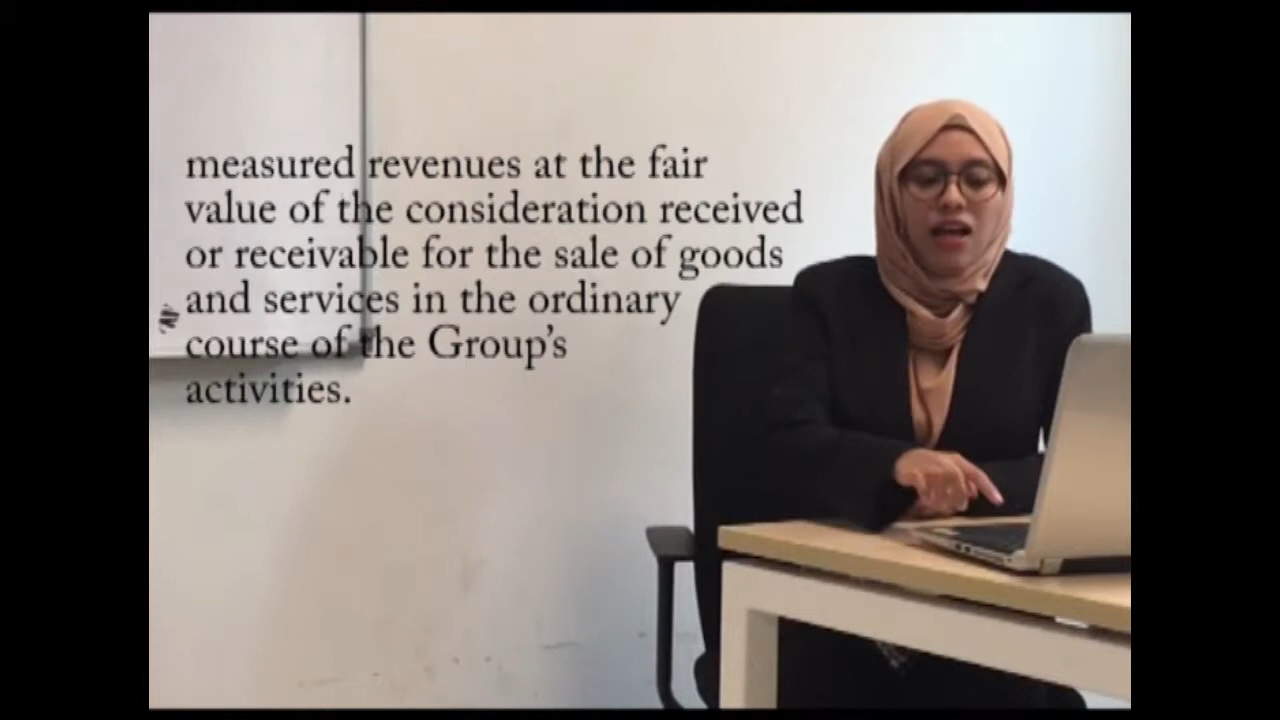 measured revenues at the fair
value of the consideration received
or receivable for the sale of goods
and services in the ordinary
course of the Group's
activities.